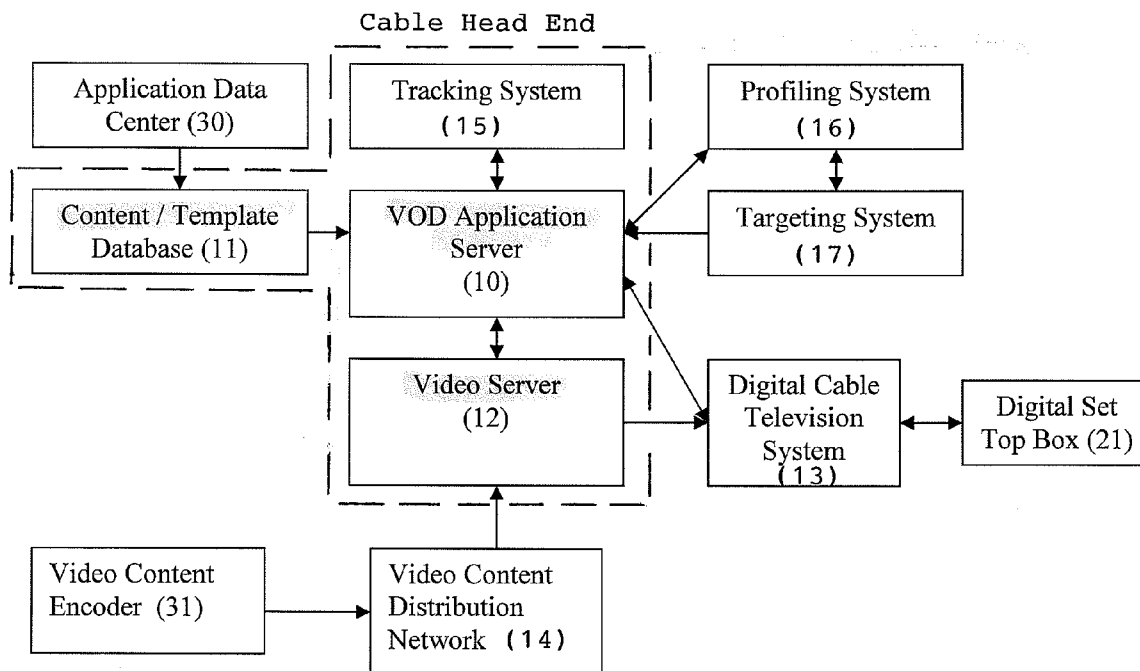 Cable Head End
Application Data
Center (30)
Tracking System
(15)
Profiling System
(16)
Content / Template
Database (11)
VOD Application
Server
(10)
Targeting System
(17)
Video Server
(12)
Digital Cable
Television
System
(13)
Digital Set
Top Box (21)
Video Content
Encoder (31)
Video Content
Distribution
Network (14)